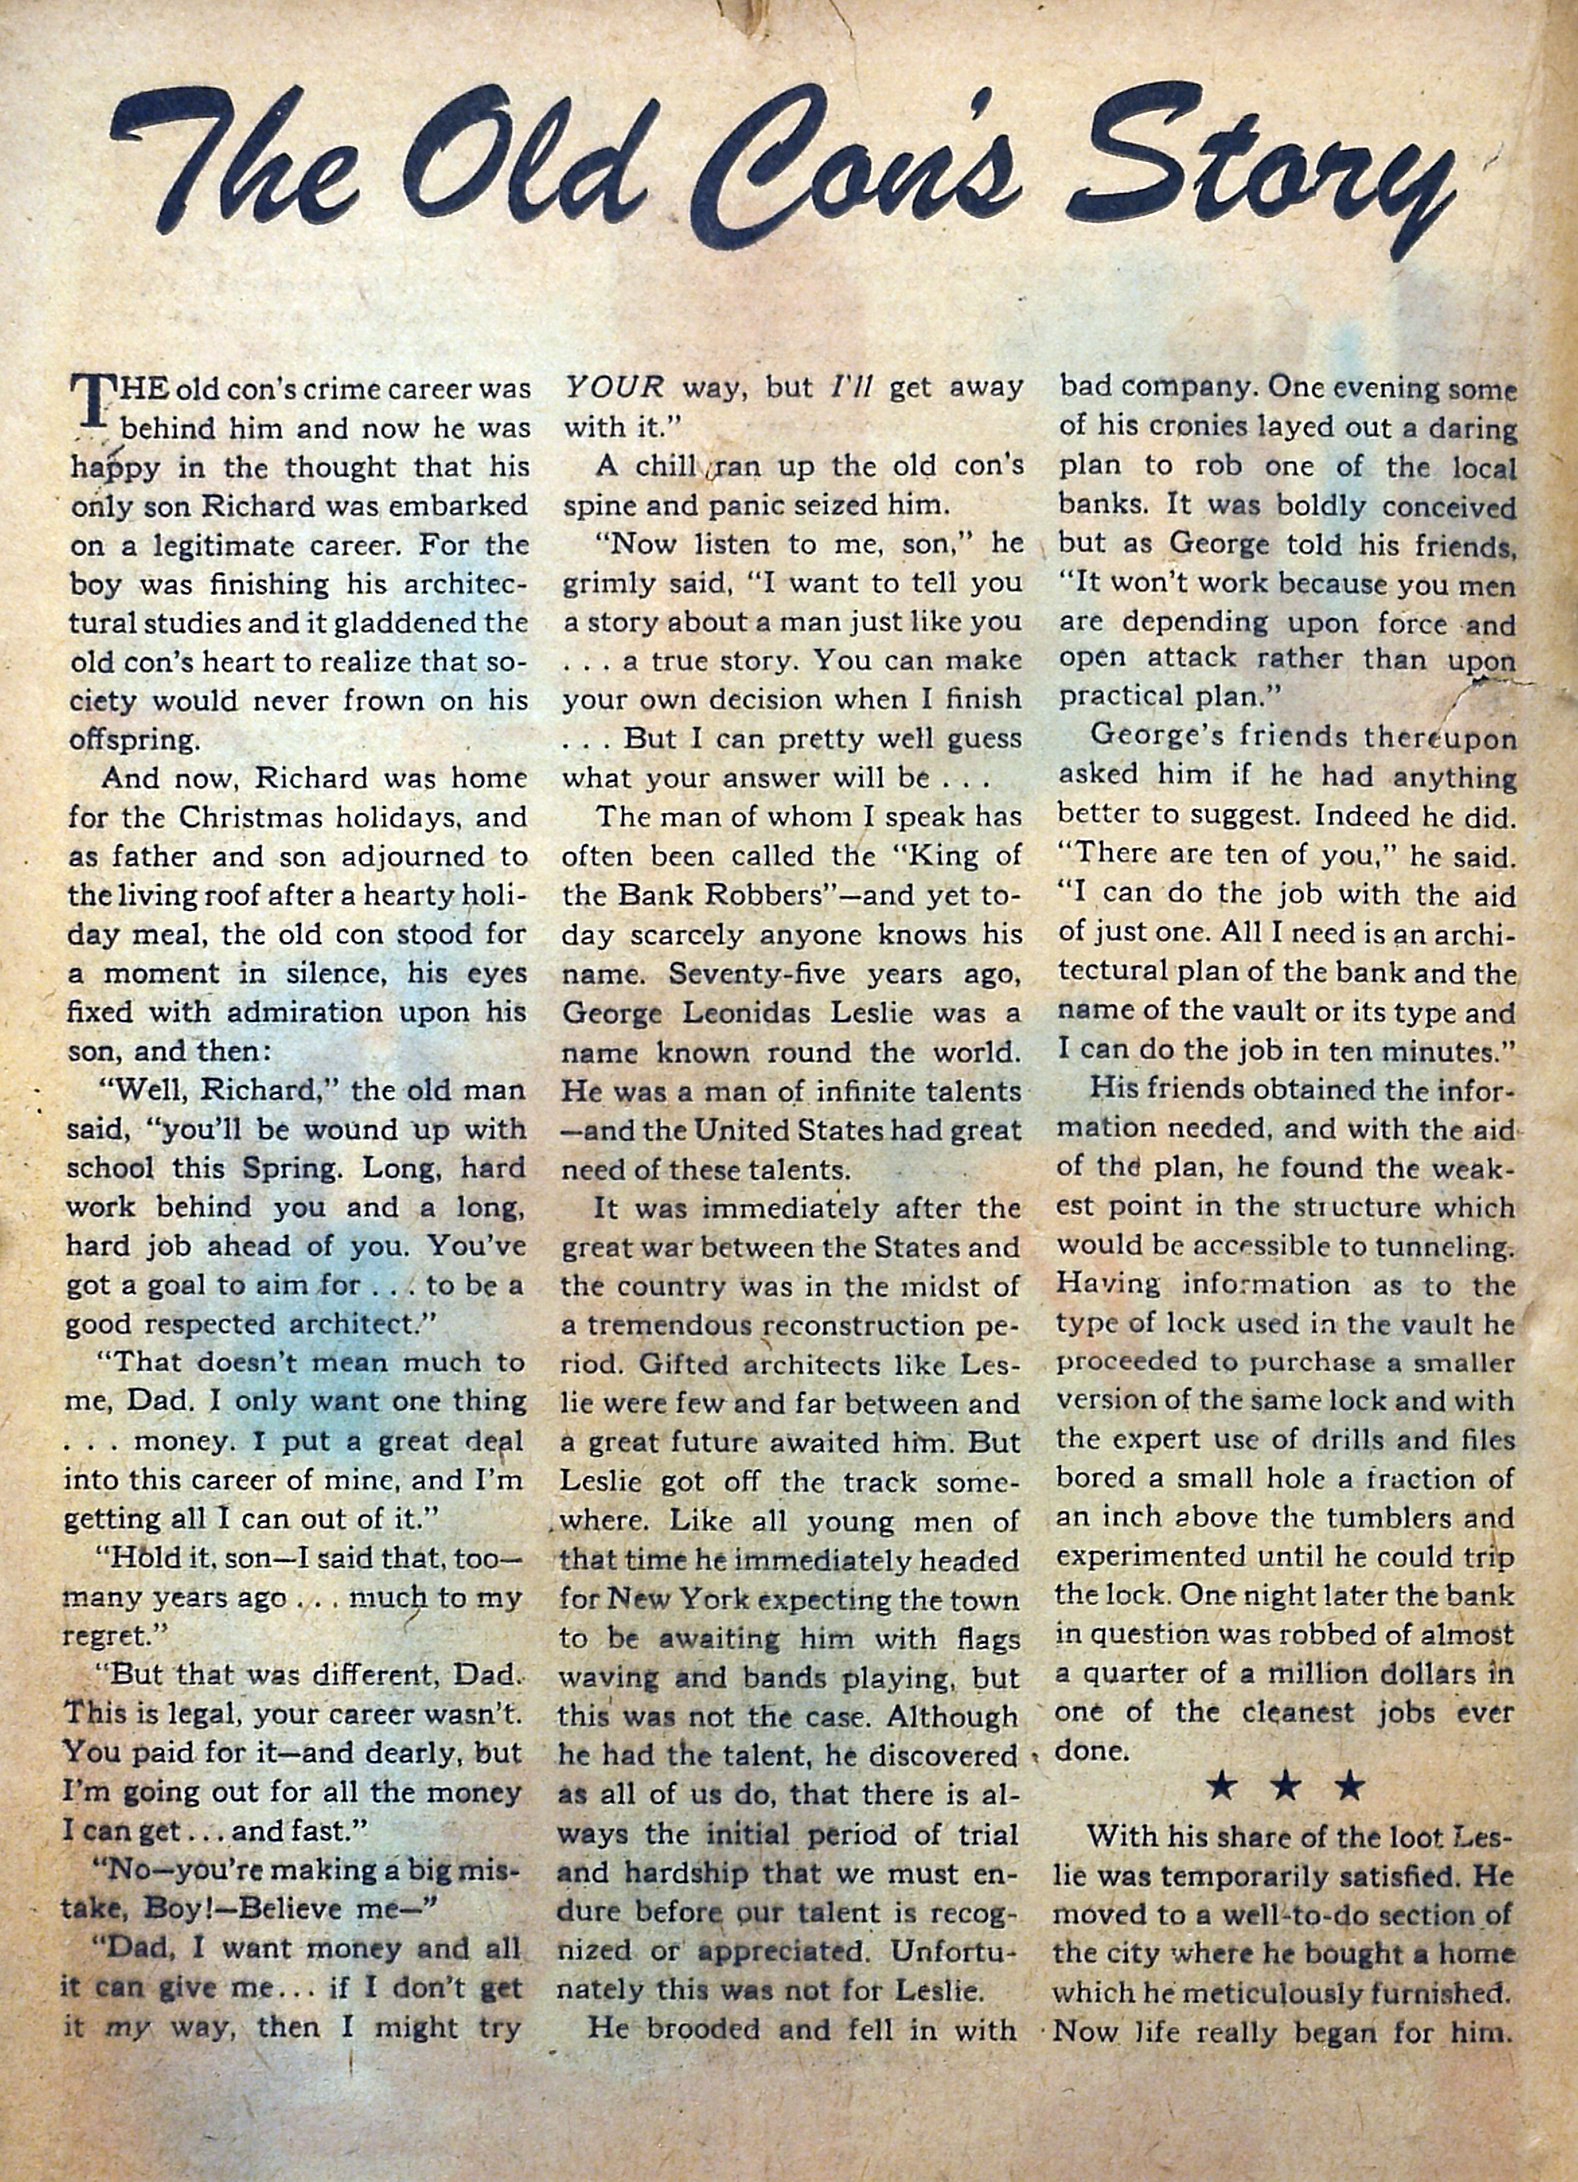 The Old Con's Story
THE old con's crime career was
behind him and now he was
happy in the thought that his
only son Richard was embarked
on a legitimate career. For the
boy was finishing his architec-
tural studies and it gladdened the
old con's heart to realize that so-
ciety would never frown on his
offspring.
And now, Richard was home
for the Christmas holidays, and
as father and son adjourned to
the living roof after a hearty holi-
day meal, the old con stood for
a moment in silence, his eyes
fixed with admiration upon his
son, and then:
"Well, Richard," the old man
said, "you'll be wound up with
school this Spring. Long, hard
work behind you and a long,
hard job ahead of you. You've
got a goal to aim for . . . to be a
good respected architect."
"That doesn't mean much to
me, Dad. I only want one thing
. . . money. I put a great deal
into this career of mine, and I'm
getting all I can out of it."
"Hold it, son—I said that, too—
many years ago . . . much to my
regret."
"But that was different, Dad.
This is legal, your career wasn't.
You paid for it—and dearly, but
I'm going out for all the money
I can get . . . and fast."
"No—you're making a big mis-
take, Boy!—Believe me—"
"Dad, I want money and all
it can give me . . . if I don't get
it my way, then I might try
YOUR way, but I'll get away
with it."
A chill ran up the old con's
spine and panic seized him.
"Now listen to me, son," he
grimly said, "I want to tell you
a story about a man just like you
. . . a true story. You can make
your own decision when I finish
. . . But I can pretty well guess
what your answer will be . . .
The man of whom I speak has
often been called the "King of
the Bank Robbers"—and yet to-
day scarcely anyone knows his
name. Seventy-five years ago,
George Leonidas Leslie was a
name known round the world.
He was a man of infinite talents
—and the United States had great
need of these talents.
It was immediately after the
great war between the States and
the country was in the midst of
a tremendous reconstruction pe-
riod. Gifted architects like Les-
lie were few and far between and
a great future awaited him. But
Leslie got off the track some-
where. Like all young men of
that time he immediately headed
for New York expecting the town
to be awaiting him with flags
waving and bands playing, but
this was not the case. Although
he had the talent, he discovered
as all of us do, that there is al-
ways the initial period of trial
and hardship that we must en-
dure before our talent is recog-
nized or appreciated. Unfortu-
nately this was not for Leslie.
He brooded and fell in with
bad company. One evening some
of his cronies layed out a daring
plan to rob one of the local
banks. It was boldly conceived
but as George told his friends,
"It won't work because you men
are depending upon force and
open attack rather than upon
practical plan."
George's friends thereupon
asked him if he had anything
better to suggest. Indeed he did.
"There are ten of you," he said.
"I can do the job with the aid
of just one. All I need is an archi-
tectural plan of the bank and the
name of the vault or its type and
I can do the job in ten minutes."
His friends obtained the infor-
mation needed, and with the aid
of the plan, he found the weak-
est point in the structure which
would be accessible to tunneling.
Having information as to the
type of lock used in the vault he
proceeded to purchase a smaller
version of the same lock and with
the expert use of drills and files
bored a small hole a fraction of
an inch above the tumblers and
experimented until he could trip
the lock. One night later the bank
in question was robbed of almost
a quarter of a million dollars in
one of the cleanest jobs ever
done.
★ ★ ★
With his share of the loot Les-
lie was temporarily satisfied. He
moved to a well-to-do section of
the city where he bought a home
which he meticulously furnished.
Now life really began for him.